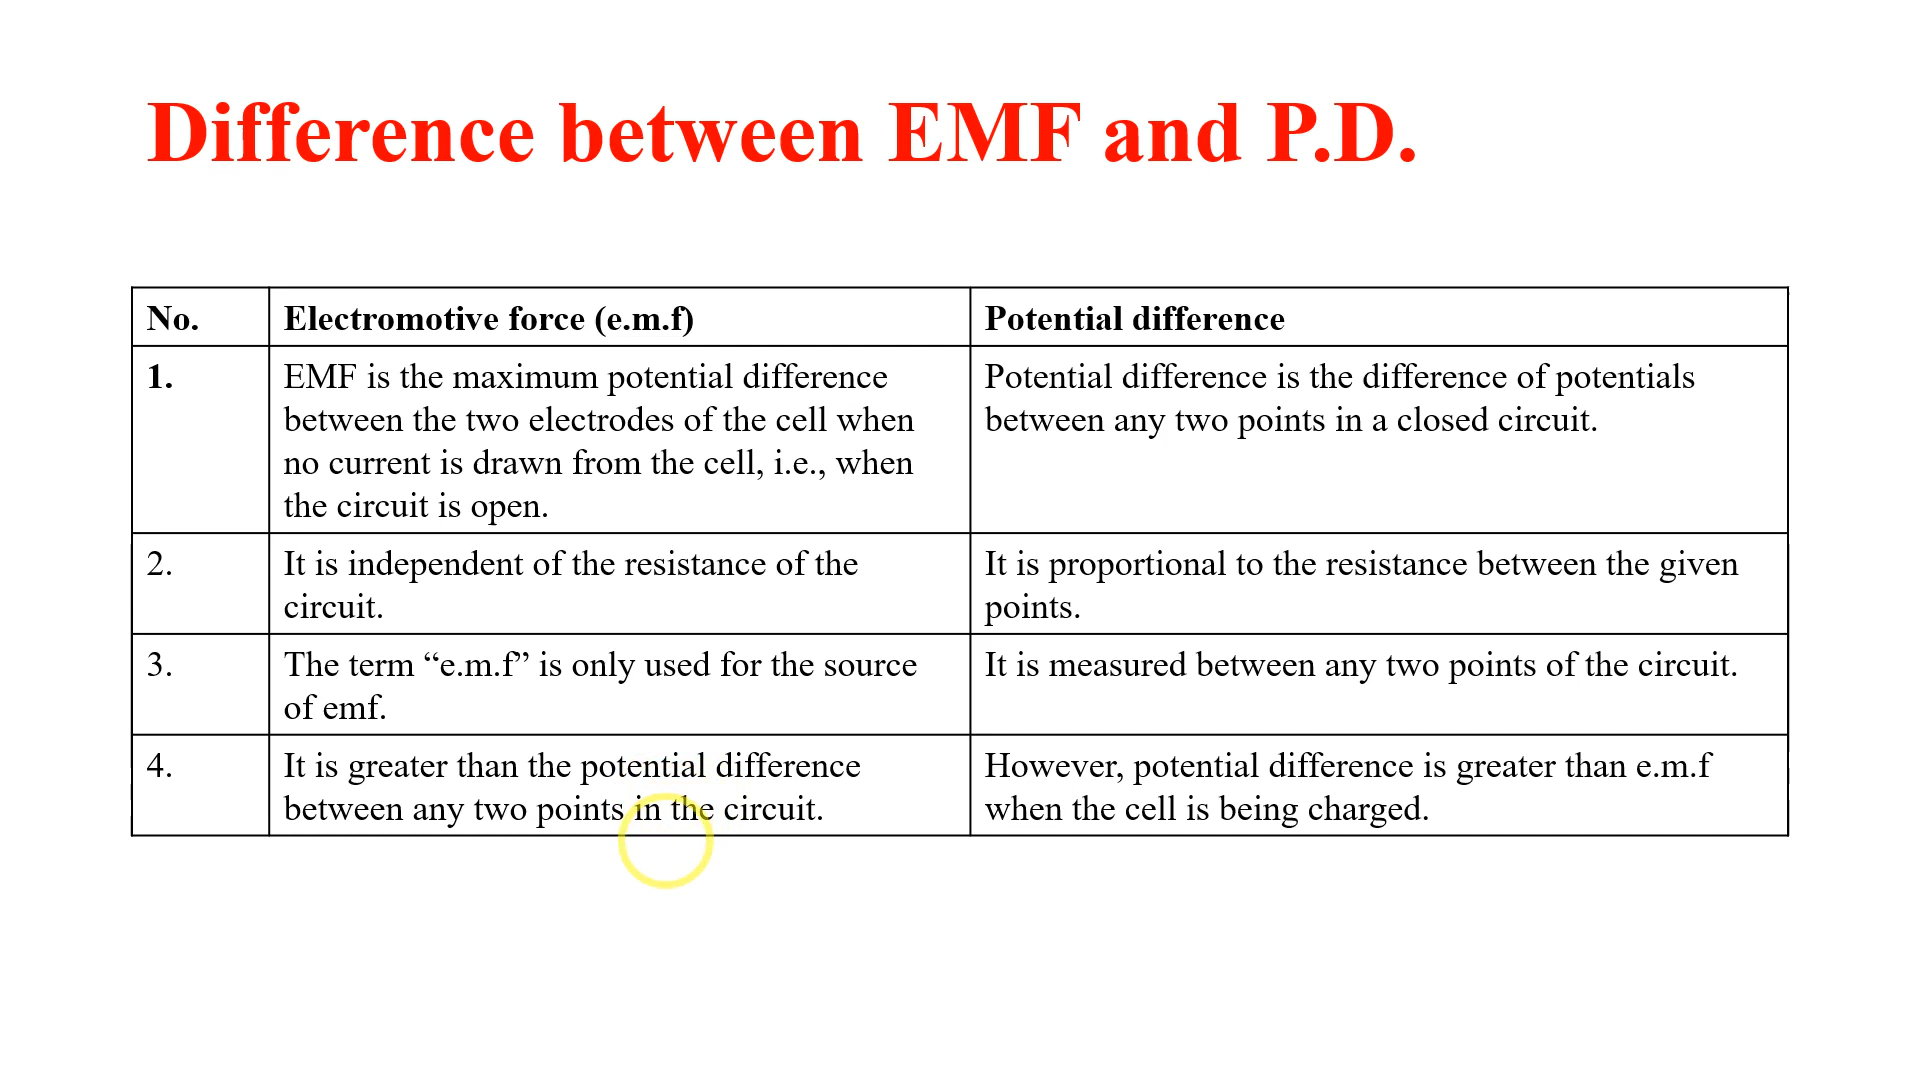 Difference between EMF and P.D.
No. Electromotive force (e.m.f) Potential difference
1. EMF is the maximum potential difference
between the two electrodes of the cell when
no current is drawn from the cell, i.e., when
the circuit is open.
Potential difference is the difference of potentials
between any two points in a closed circuit.
2. It is independent of the resistance of the
circuit.
It is proportional to the resistance between the given
points.
3. The term “e.m.f” is only used for the source
of emf.
It is measured between any two points of the circuit.
4. It is greater than the potential difference
between any two points in the circuit.
However, potential difference is greater than e.m.f
when the cell is being charged.